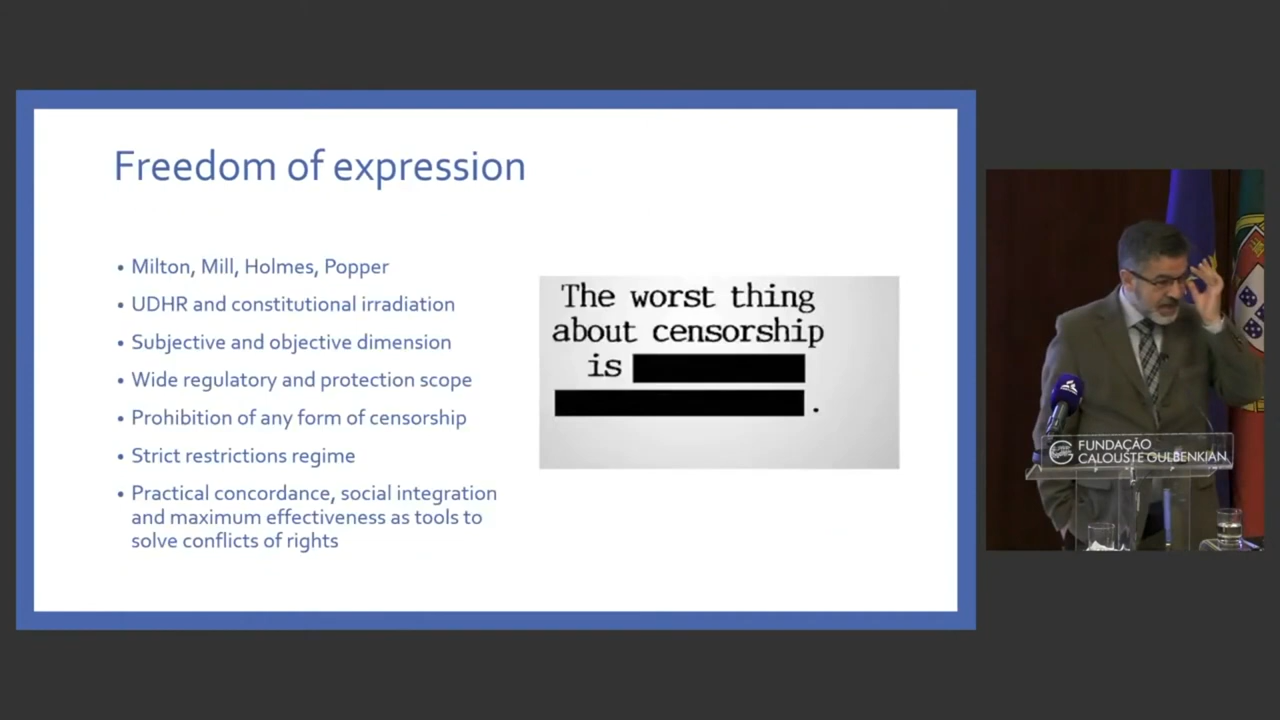 Freedom of expression
• Milton, Mill, Holmes, Popper
• UDHR and constitutional irradiation
• Subjective and objective dimension
• Wide regulatory and protection scope
• Prohibition of any form of censorship
• Strict restrictions regime
• Practical concordance, social integration
and maximum effectiveness as tools to
solve conflicts of rights
The worst thing
about censorship
is
.
FUNDAÇÃO
CALOUSTE GULBENKIAN